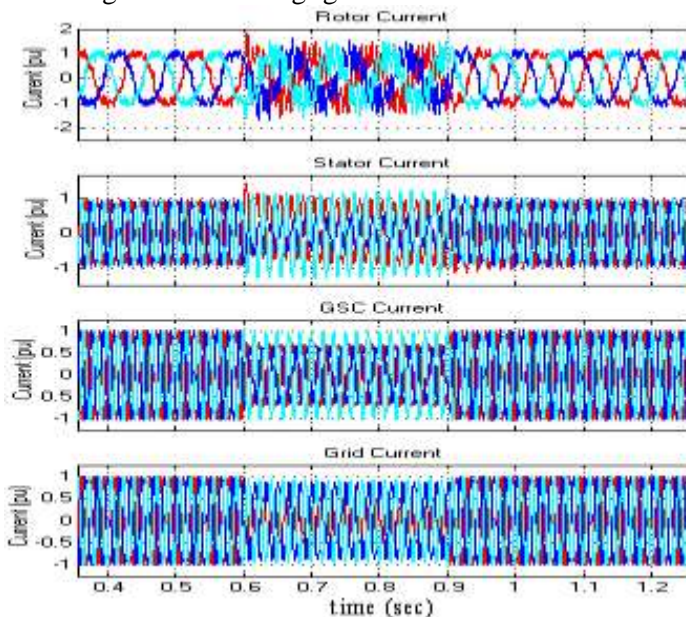 Rotor Current
Current (pu)
2
1
0
-1
2
Stator Current
Current (pu)
1
0
-1
GSC Current
Current (pu)
1
0.5
0
0.5
-1
Grid Current
Current (pu)
1
0.5
0
-0.5
-1
0.4 0.5 0.6 0.7 0.8 0.9 1 1.1 1.2
time (sec)